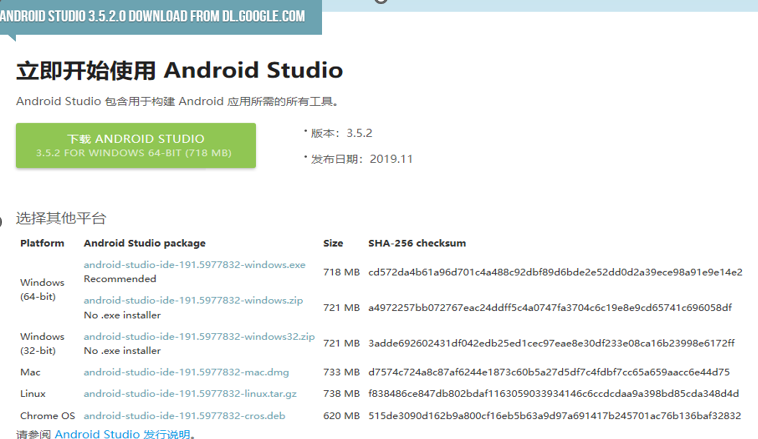 ANDROID STUDIO 3.5.2.0 DOWNLOAD FROM DL.GOOGLE.COM
立即开始使用 Android Studio
Android Studio 包含用于构建 Android 应用所需的所有工具。
下载 ANDROID STUDIO
3.5.2 FOR WINDOWS 64-BIT (718 MB)
• 版本：3.5.2
• 发布日期：2019.11
选择其他平台
Platform Android Studio package Size SHA-256 checksum
Windows (64-bit) android-studio-ide-191.5977832-windows.exe 718 MB cd572da4b61a96d701c4a488c92dbf89d6bde2e52dd0d2a39ece98a91e9e14e2
Recommended
android-studio-ide-191.5977832-windows.zip 721 MB a4972257bb072767eac24ddff5c4a0747fa3704c6c19e8e9cd65741c696058df
No .exe installer
Windows (32-bit) android-studio-ide-191.5977832-windows32.zip 721 MB 3adde692602431df042edb25ed1cec97eae8e30df233e08ca16b23998e6172ff
No .exe installer
Mac android-studio-ide-191.5977832-mac.dmg 733 MB d7574c724a8c87af6244e1873c60b5a27d5df7c4fdbf7cc65a659aacc6e44d75
Linux android-studio-ide-191.5977832-linux.tar.gz 738 MB f838486ce847db802bdaf1163059033934146c6ccdcdaa9a398bd85cda348d4d
Chrome OS android-studio-ide-191.5977832-cros.deb 620 MB 515de3090d162b9a800cf16eb5b63a9d97a691417b245701ac76b136baf32832
请参阅 Android Studio 发行说明。